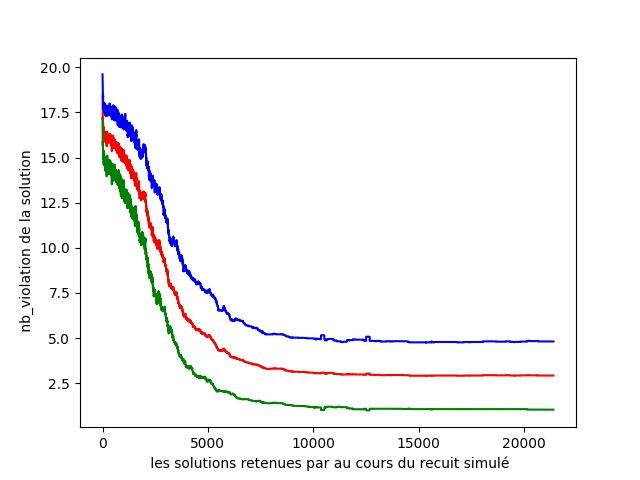 20.0
17.5
15.0
12.5
10.0
7.5
5.0
2.5
nb_violation de la solution
0 5000 10000 15000 20000
les solutions retenues par au cours du recuit simulé